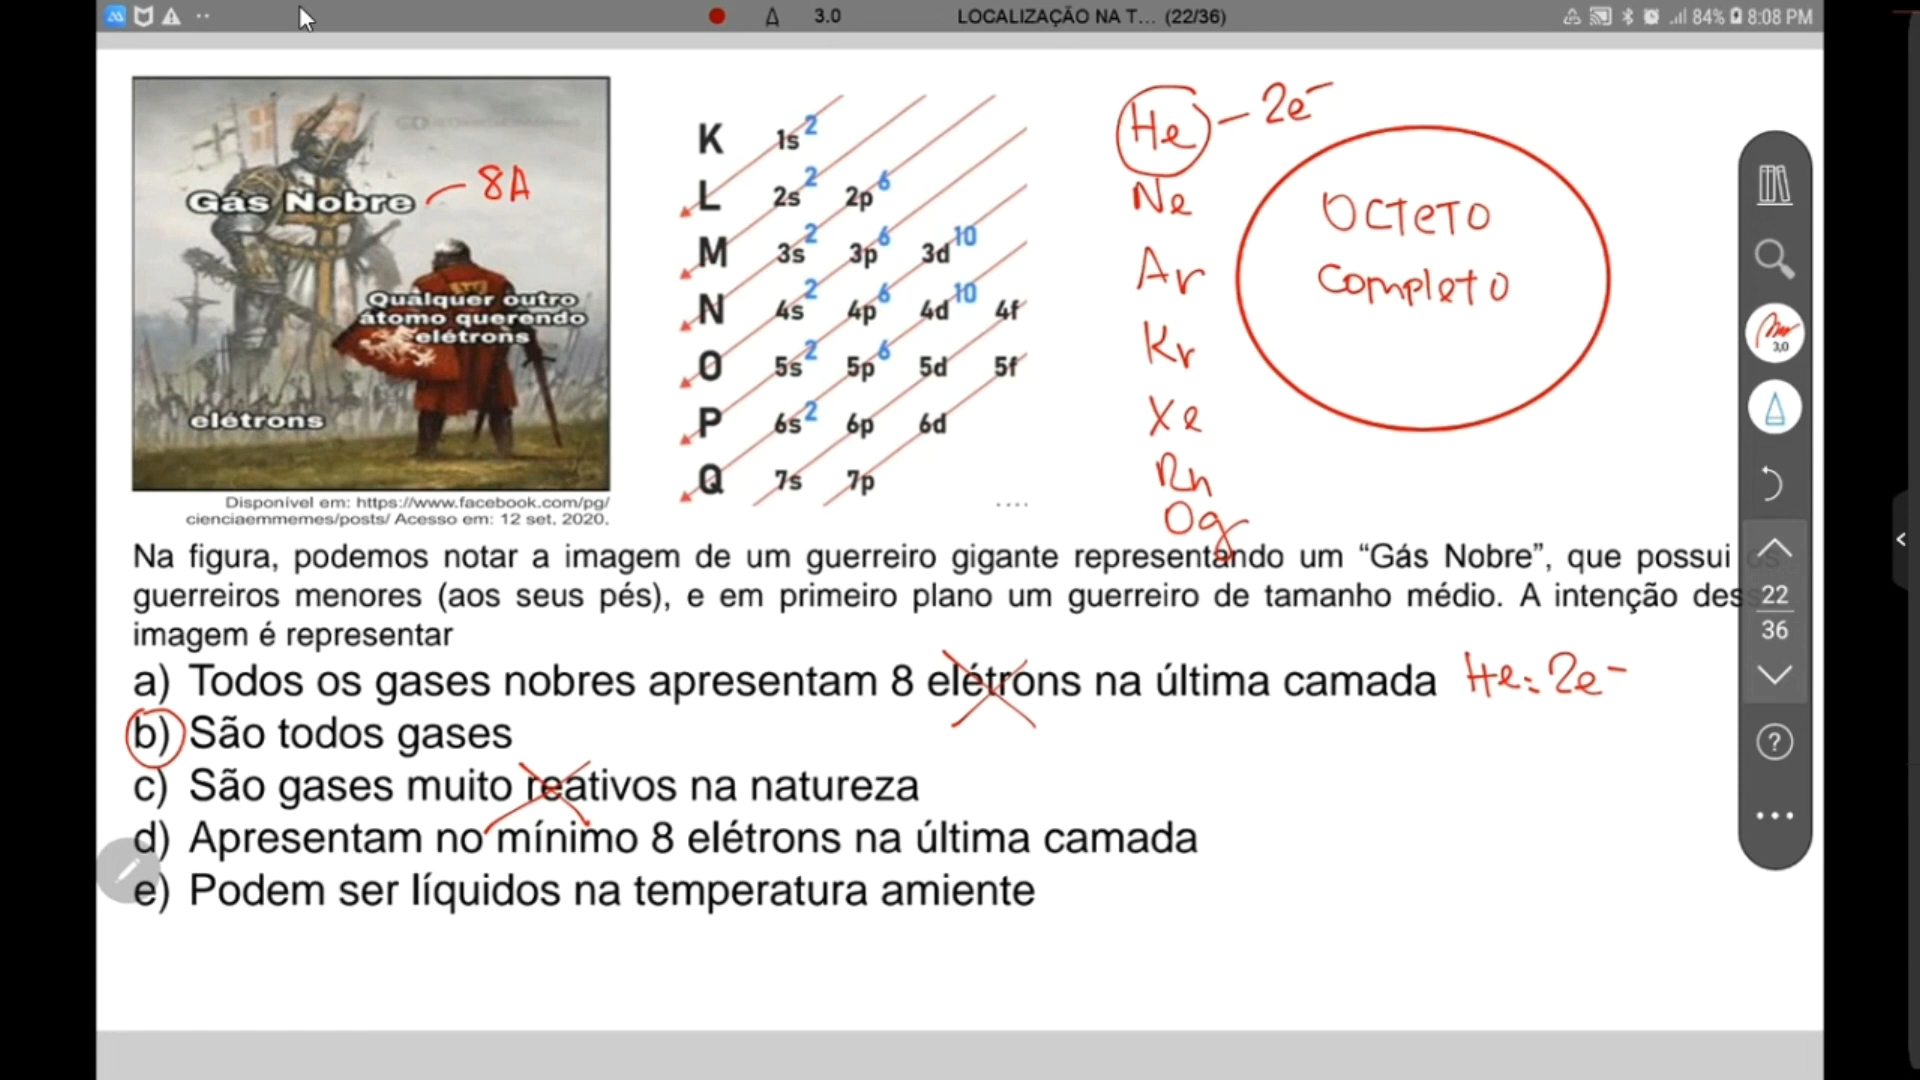 3.0 LOCALIZAÇÃO NA T... (22/36) 84% 8:08 PM
Gás Nobre
8A
Qualquer outro
átomo querendo
elétrons
elétrons
Disponível em: https://www.facebook.com/pg/
cienciaemmemes/posts/ Acesso em: 12 set. 2020.
K 1s2
L 2s2 2p6
M 3s2 3p6 3d10
N 4s2 4p6 4d10 4f
O 5s2 5p6 5d 5f
P 6s2 6p 6d
Q 7s 7p
....
He - 2e-
Ne
Ar
Kr
Xe
Rn
Og
OCTETO
completo
Na figura, podemos notar a imagem de um guerreiro gigante representando um “Gás Nobre”, que possui os
guerreiros menores (aos seus pés), e em primeiro plano um guerreiro de tamanho médio. A intenção des
imagem é representar
a) Todos os gases nobres apresentam 8 elétrons na última camada He: 2e-
b) São todos gases
c) São gases muito reativos na natureza
d) Apresentam no mínimo 8 elétrons na última camada
e) Podem ser líquidos na temperatura amiente
3,0
22
36
?